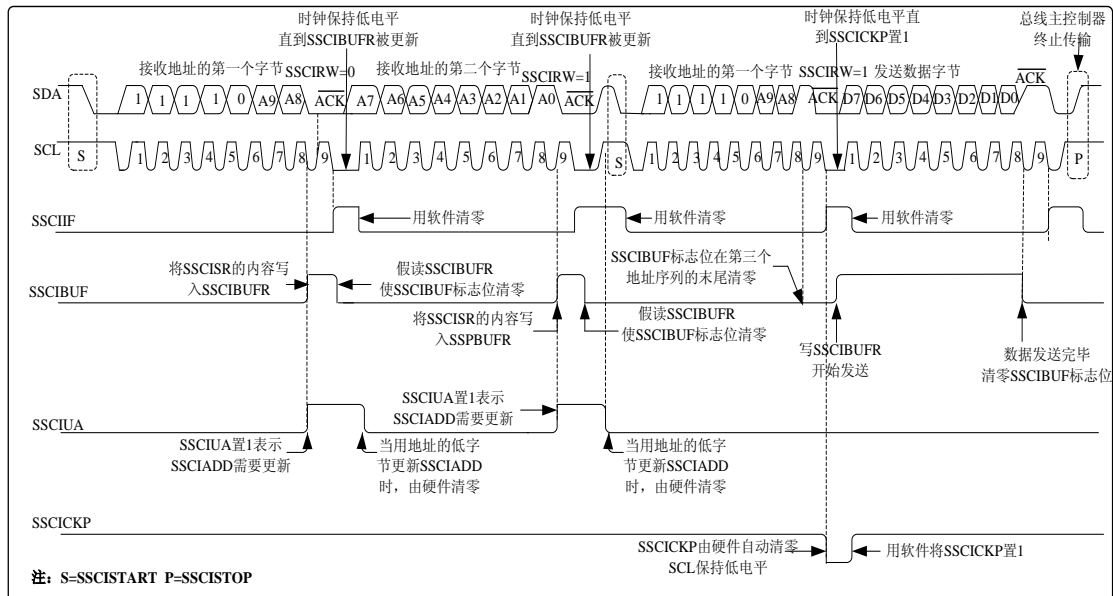 时钟保持低电平
直到SSCIBUFR被更新
时钟保持低电平
直到SSCIBUFR被更新
时钟保持低电平直
到SSCICKP置1
总线主控制器
终止传输
接收地址的第一个字节 SSCIRW=0 接收地址的第二个字节 SSCIRW=1 接收地址的第一个字节 SSCIRW=1 发送数据字节 ACK
SDA 1 1 1 1 0 A9 A8 ACK A7 A6 A5 A4 A3 A2 A1 A0 ACK 1 1 1 1 0 A9 A8 ACK D7 D6 D5 D4 D3 D2 D1 D0
SCL S 1 2 3 4 5 6 7 8 9 1 2 3 4 5 6 7 8 9 S 1 2 3 4 5 6 7 8 9 1 2 3 4 5 6 7 8 9 P
SSCIIF 用软件清零 用软件清零 用软件清零
SSCIBUF
将SSCISR的内容写
入SSCIBUFR
假读SSCIBUFR
使SSCIBUF标志位清零
将SSCISR的内容写
入SSPBUFR
假读SSCIBUFR
使SSCIBUF标志位清零
SSCIBUF标志位在第三个
地址序列的末尾清零
写SSCIBUFR
开始发送
数据发送完毕
清零SSCIBUF标志位
SSCIUA
SSCIUA置1表示
SSCIADD需要更新
当用地址的低字
节更新SSCIADD
时，由硬件清零
SSCIUA置1表示
SSCIADD需要更新
当用地址的低字
节更新SSCIADD
时，由硬件清零
SSCICKP
SSCICKP由硬件自动清零
SCL保持低电平
用软件将SSCICKP置1
注：S=SSCISTART P=SSCISTOP